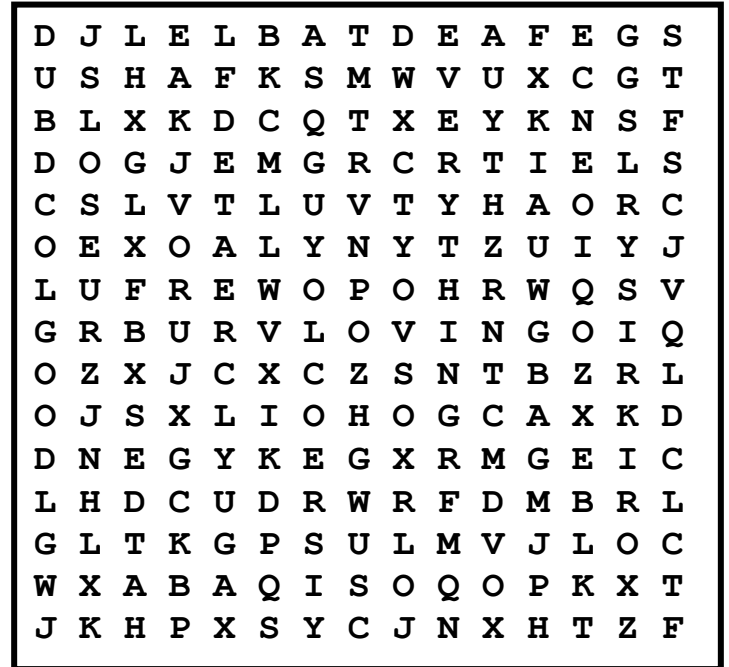 D J L E L B A T D E A F E G S
U S H A F K S M W V U X C G T
B L X K D C Q T X E Y K N S F
D O G J E M G R C R T I E L S
C S L V T L U V T Y H A O R C
O E X O A L Y N Y T Z U I Y J
L U F R E W O P O H R W Q S V
G R B U R V L O V I N G O I Q
O Z X J C X C Z S N T B Z R L
O J S X L I O H O G C A X K D
D N E G Y K E G X R M G E I C
L H D C U D R W R F D M B R L
G L T K G P S U L M V J L O C
W X A B A Q I S O Q O P K X T
J K H P X S Y C J N X H T Z F